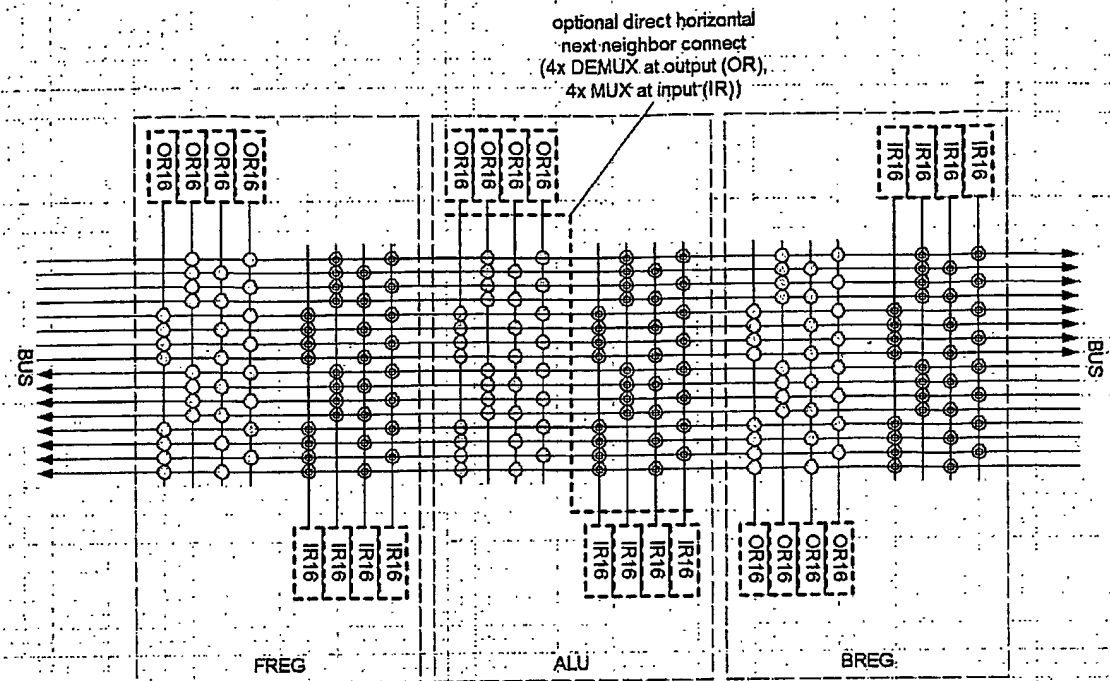 optional direct horizontal
next neighbor connect
(4x DEMUX at output (OR),
4x MUX at input (IR))
OR16
OR16
OR16
OR16
OR16
OR16
OR16
OR16
IR16
IR16
IR16
IR16
BUS
BUS
IR16
IR16
IR16
IR16
IR16
IR16
IR16
IR16
OR16
OR16
OR16
OR16
FREG
ALU
BREG